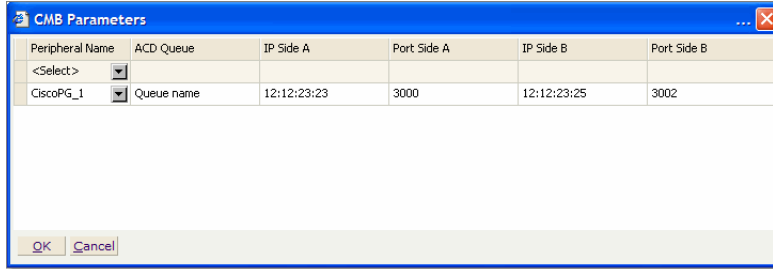 CMB Parameters ...
Peripheral Name ACD Queue IP Side A Port Side A IP Side B Port Side B
<Select>
CiscoPG_1 Queue name 12:12:23:23 3000 12:12:23:25 3002
OK Cancel